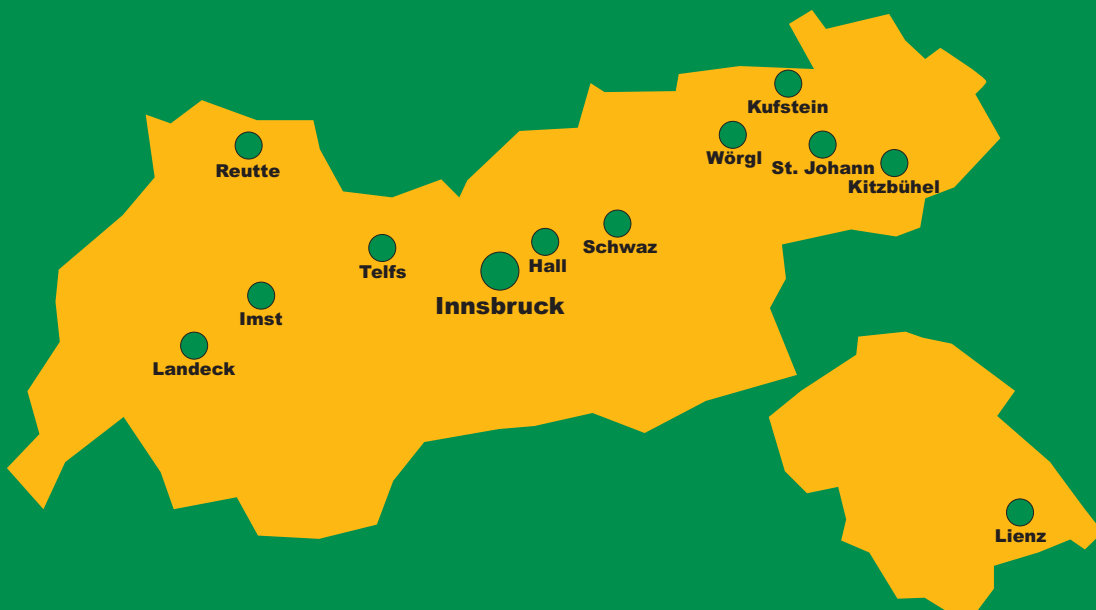 Kufstein
Wörgl
St. Johann
Reutte
Kitzbühel
Schwaz
Hall
Telfs
Innsbruck
Imst
Landeck
Lienz